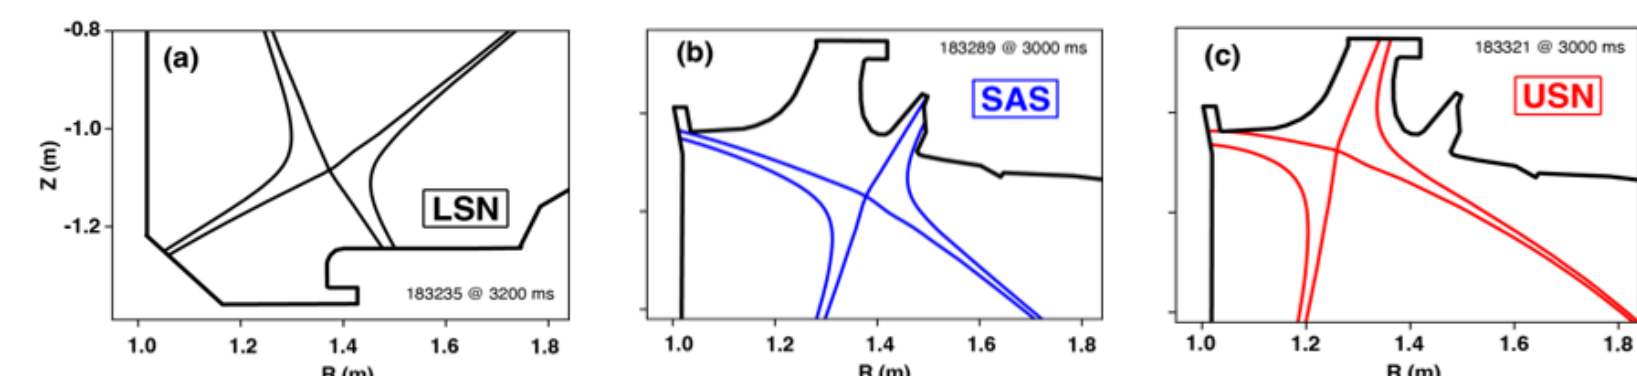 (a)
LSN
183235 @ 3200 ms
Z (m)
-0.8
-1.0
-1.2
1.0 1.2 1.4 1.6 1.8
R (m)
(b)
183289 @ 3000 ms
SAS
1.0 1.2 1.4 1.6 1.8
R (m)
(c)
183321 @ 3000 ms
USN
1.0 1.2 1.4 1.6 1.8
R (m)